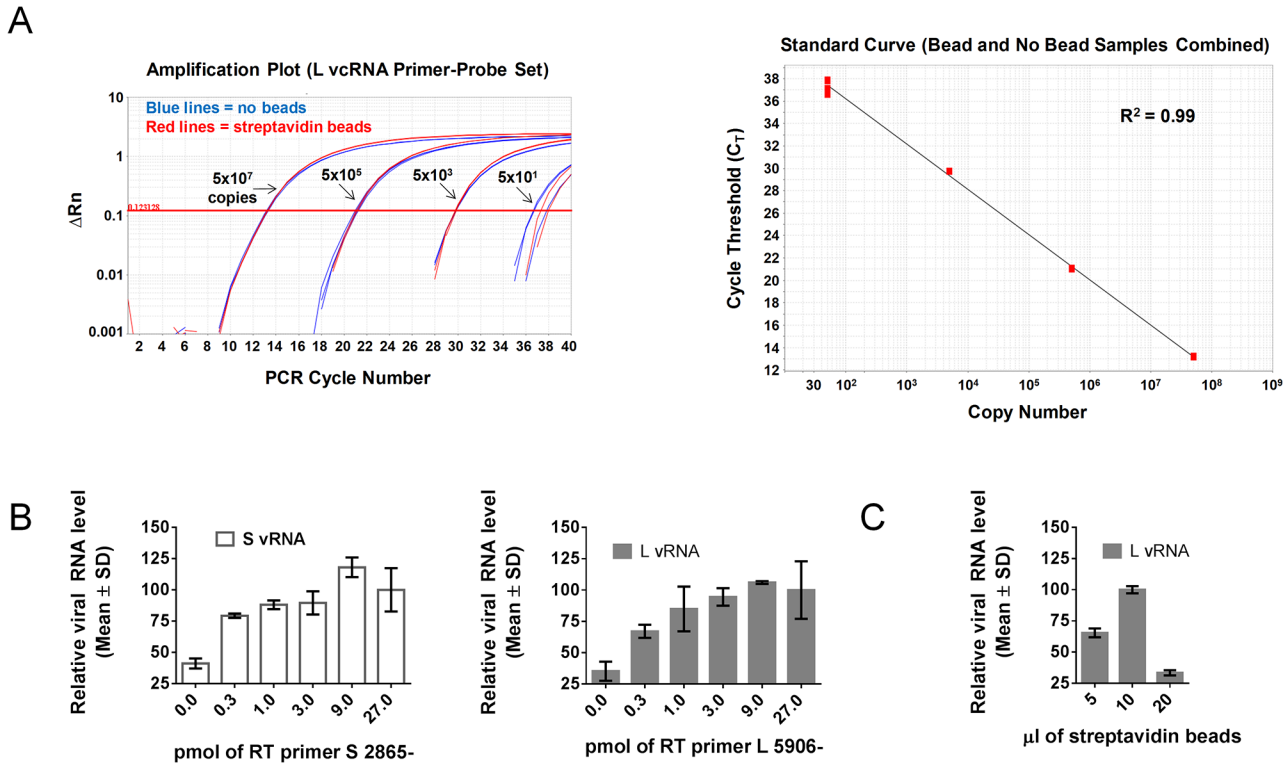 A
Amplification Plot (L vcRNA Primer-Probe Set)
Blue lines = no beads
Red lines = streptavidin beads
10
1
0.1
0.01
0.001
ΔRn
0.123128
5x10⁷
copies
5x10⁵
5x10³
5x10¹
2 4 6 8 10 12 14 16 18 20 22 24 26 28 30 32 34 36 38 40
PCR Cycle Number
Standard Curve (Bead and No Bead Samples Combined)
R² = 0.99
Cycle Threshold (C_T)
38
36
34
32
30
28
26
24
22
20
18
16
14
12
30 10² 10³ 10⁴ 10⁵ 10⁶ 10⁷ 10⁸ 10⁹
Copy Number
B
Relative viral RNA level
(Mean ± SD)
150
125
100
75
50
25
S vRNA
0.0 0.3 1.0 3.0 9.0 27.0
pmol of RT primer S 2865-
Relative viral RNA level
(Mean ± SD)
150
125
100
75
50
25
L vRNA
0.0 0.3 1.0 3.0 9.0 27.0
pmol of RT primer L 5906-
C
Relative viral RNA level
(Mean ± SD)
150
125
100
75
50
25
L vRNA
5 10 20
µl of streptavidin beads